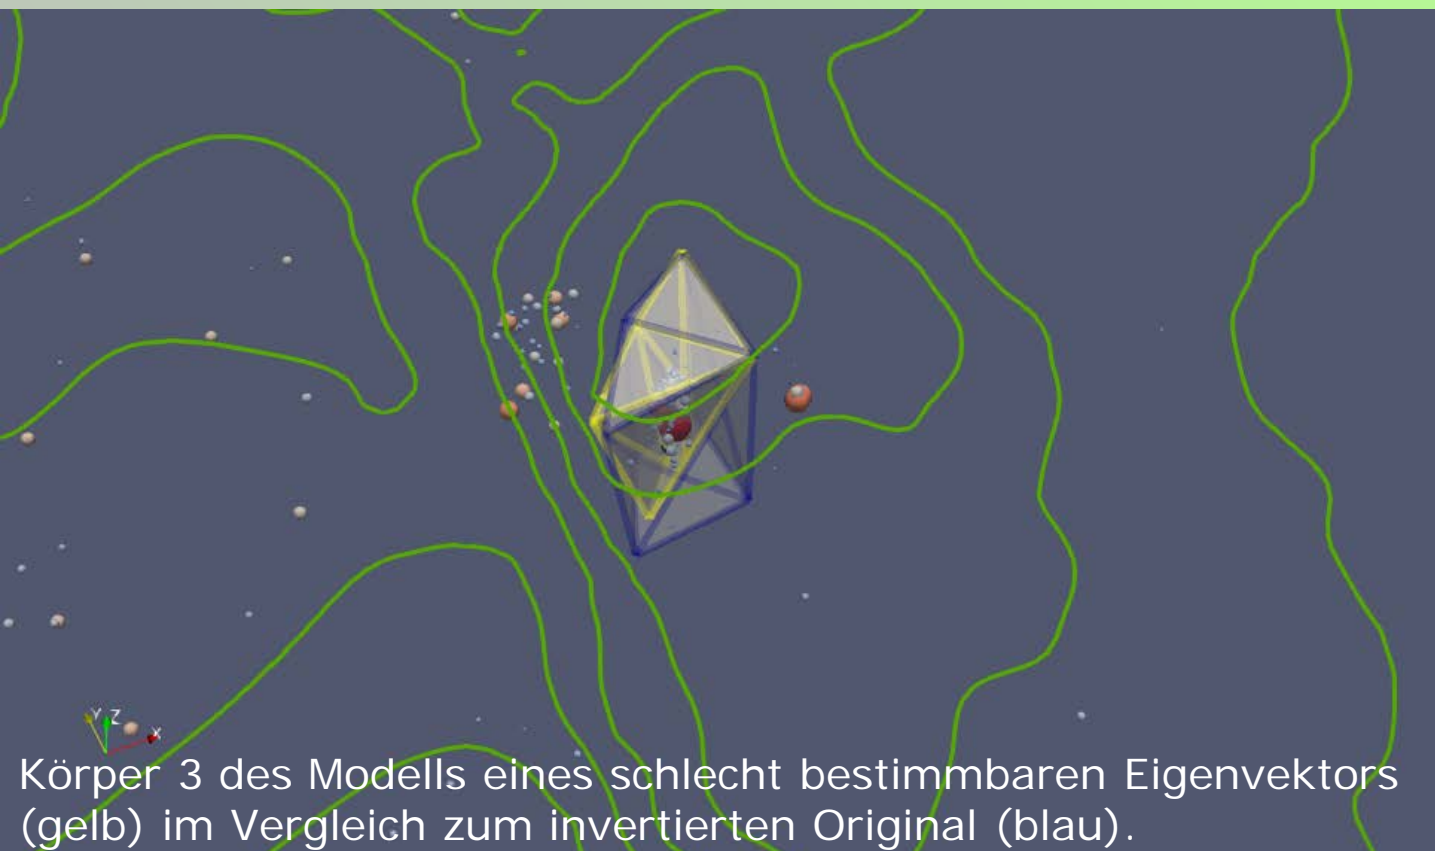 Y Z X
Körper 3 des Modells eines schlecht bestimmbaren Eigenvektors
(gelb) im Vergleich zum invertierten Original (blau).